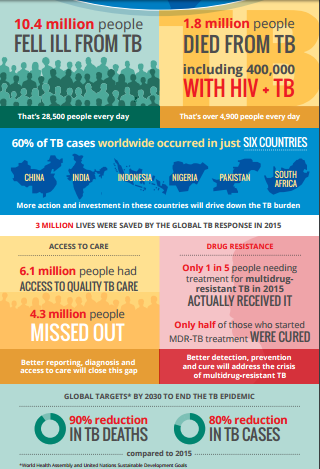 10.4 million people
FELL ILL FROM TB
That's 28,500 people every day
1.8 million people
DIED FROM TB
including 400,000
WITH HIV + TB
That's over 4,900 people every day
60% of TB cases worldwide occurred in just SIX COUNTRIES
CHINA
INDIA
INDONESIA
NIGERIA
PAKISTAN
SOUTH
AFRICA
More action and investment in these countries will drive down the TB burden
3 MILLION LIVES WERE SAVED BY THE GLOBAL TB RESPONSE IN 2015
ACCESS TO CARE
6.1 million people had
ACCESS TO QUALITY TB CARE
4.3 million people
MISSED OUT
Better reporting, diagnosis and
access to care will close this gap
DRUG RESISTANCE
Only 1 in 5 people needing
treatment for multidrug-
resistant TB in 2015
ACTUALLY RECEIVED IT
Only half of those who started
MDR-TB treatment WERE CURED
Better detection, prevention
and cure will address the crisis
of multidrug-resistant TB
GLOBAL TARGETS* BY 2030 TO END THE TB EPIDEMIC
90% reduction
IN TB DEATHS
80% reduction
IN TB CASES
compared to 2015
*World Health Assembly and United Nations Sustainable Development Goals